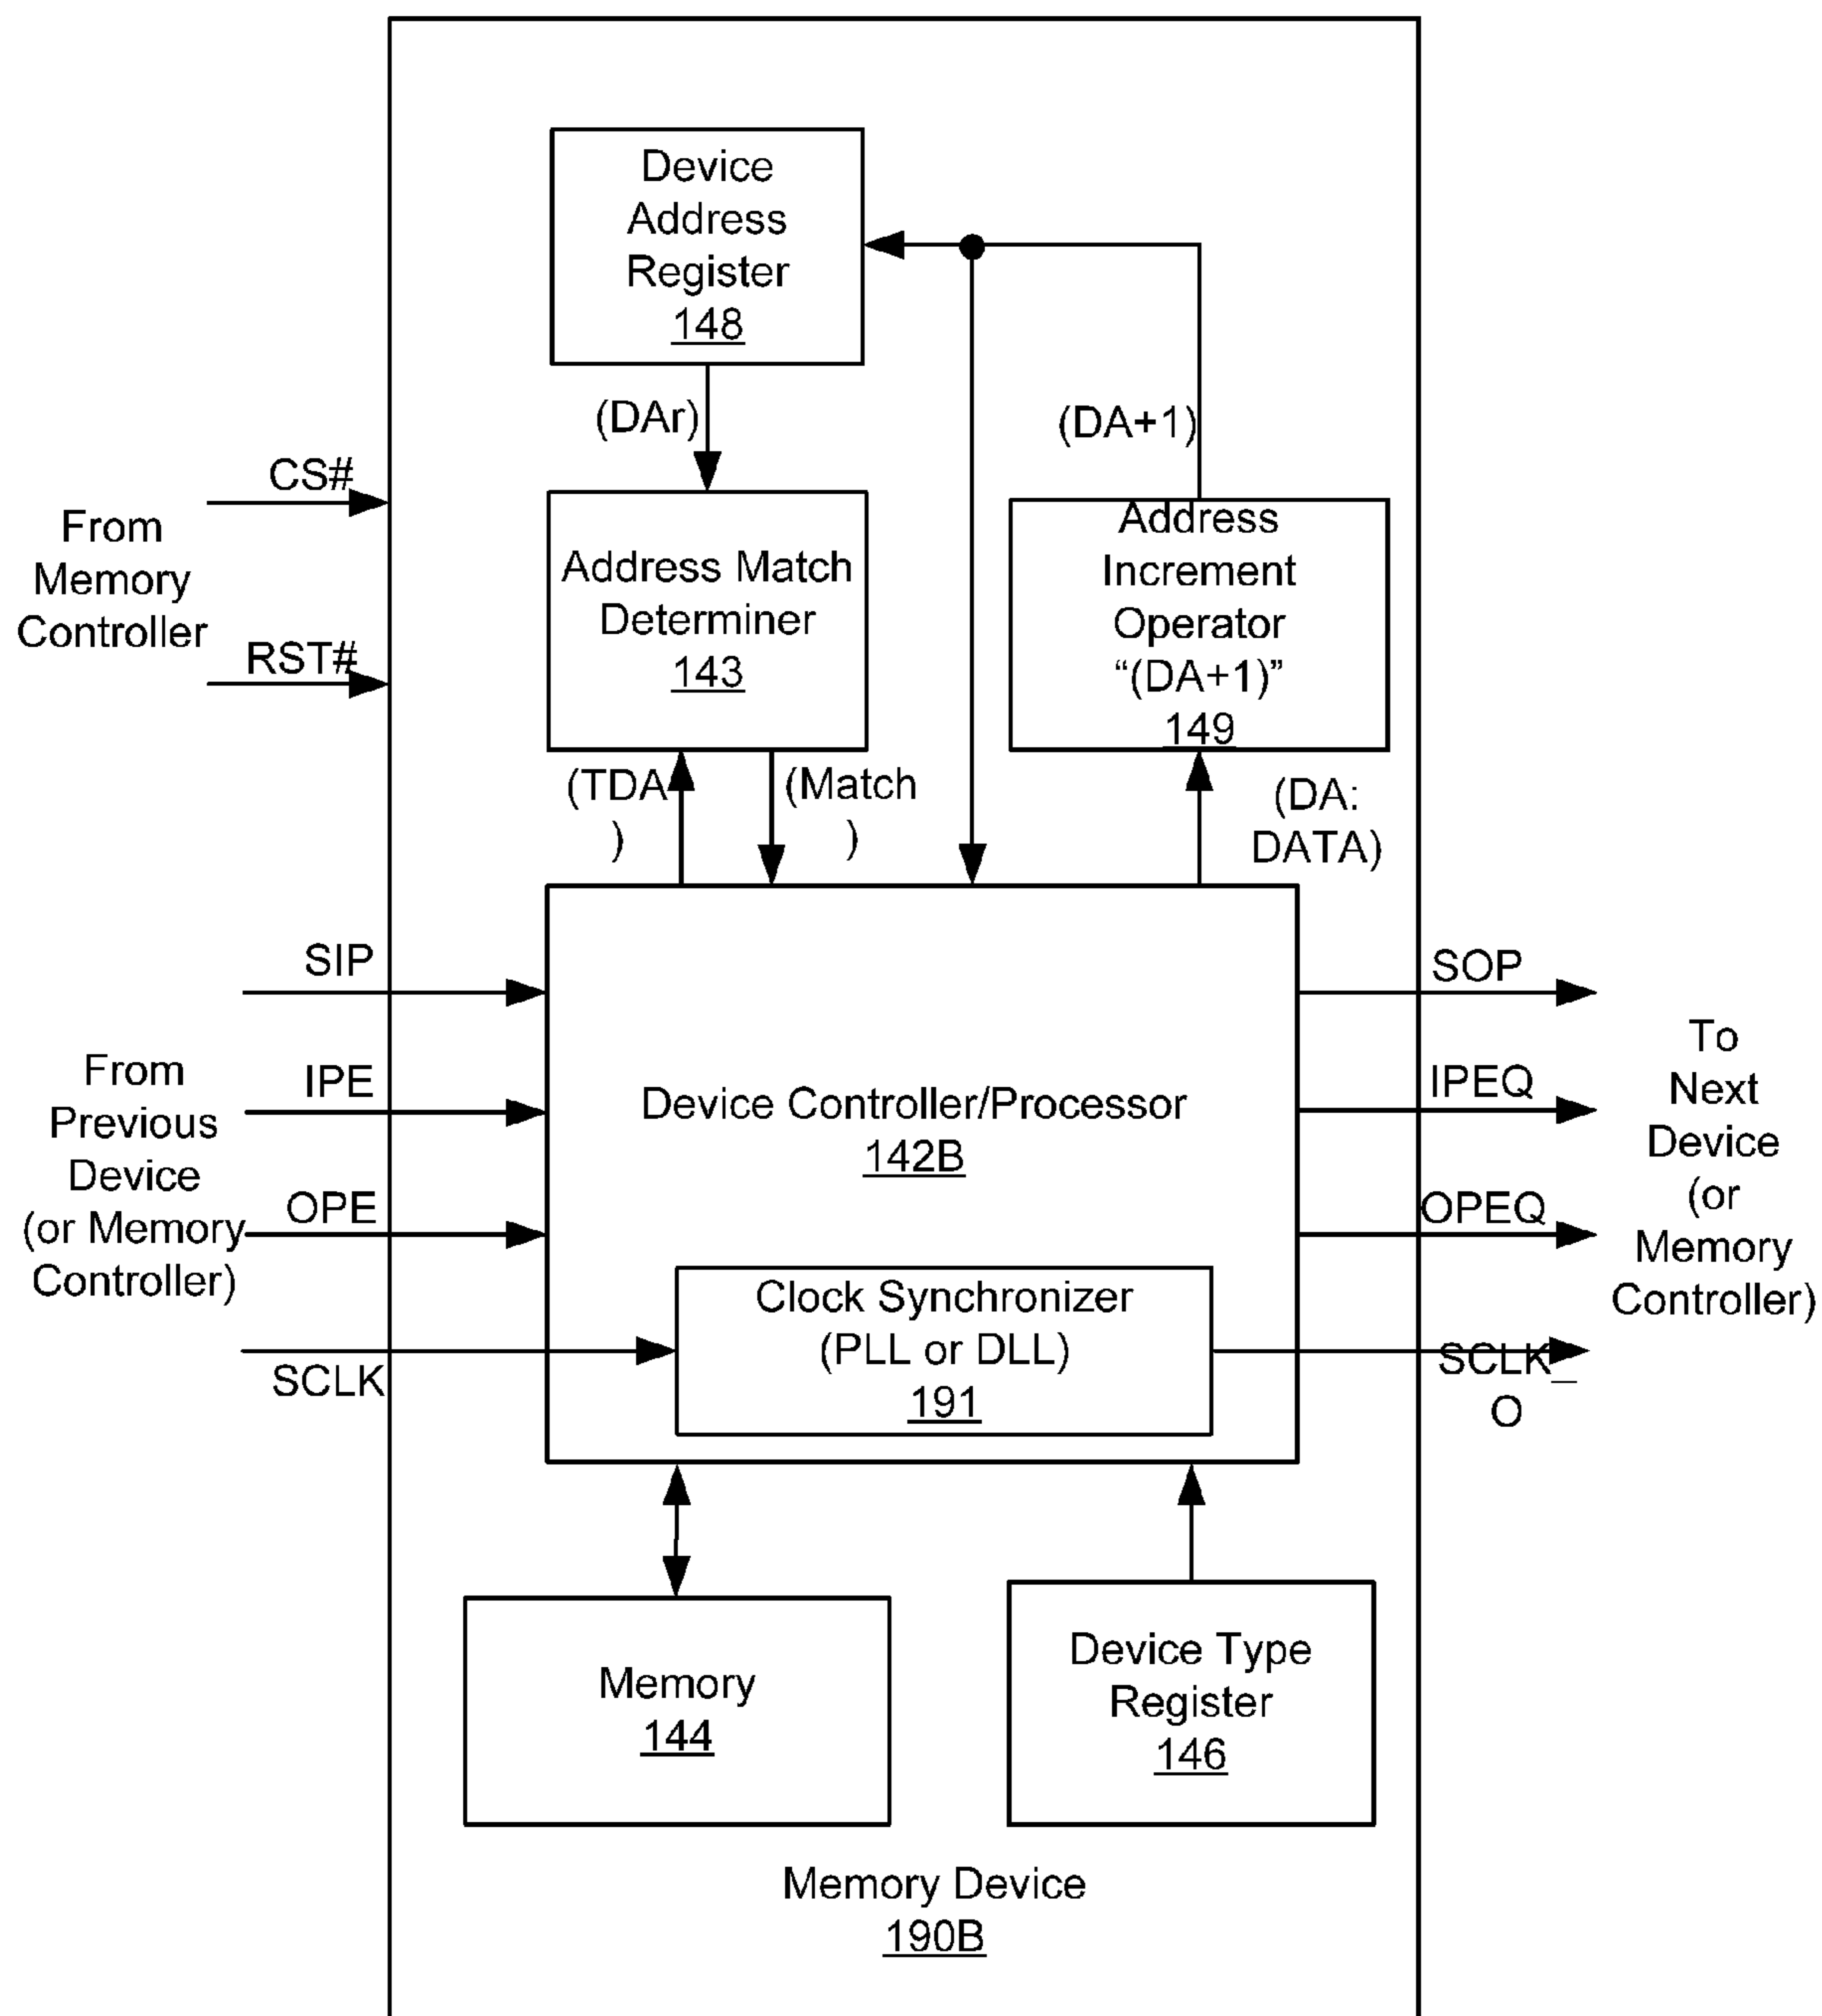 Device
Address
Register
148
(DAr)
(DA+1)
CS#
From
Memory
Controller
RST#
Address Match
Determiner
143
Address
Increment
Operator
“(DA+1)”
149
(TDA
)
(Match
)
(DA:
DATA)
SIP
SOP
From
Previous
Device
(or Memory
Controller)
IPE
OPE
SCLK
Device Controller/Processor
142B
Clock Synchronizer
(PLL or DLL)
191
IPEQ
OPEQ
SCLK_
O
To
Next
Device
(or
Memory
Controller)
Memory
144
Device Type
Register
146
Memory Device
190B